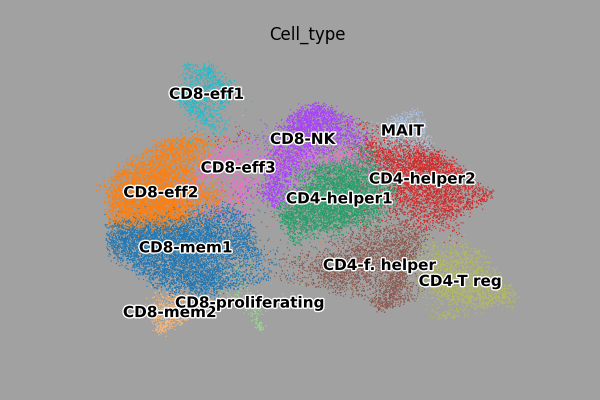 Cell_type
CD8-eff1
MAIT
CD8-NK
CD8-eff3
CD4-helper2
CD8-eff2
CD4-helper1
CD8-mem1
CD4-f. helper
CD4-T reg
CD8-proliferating
CD8-mem2